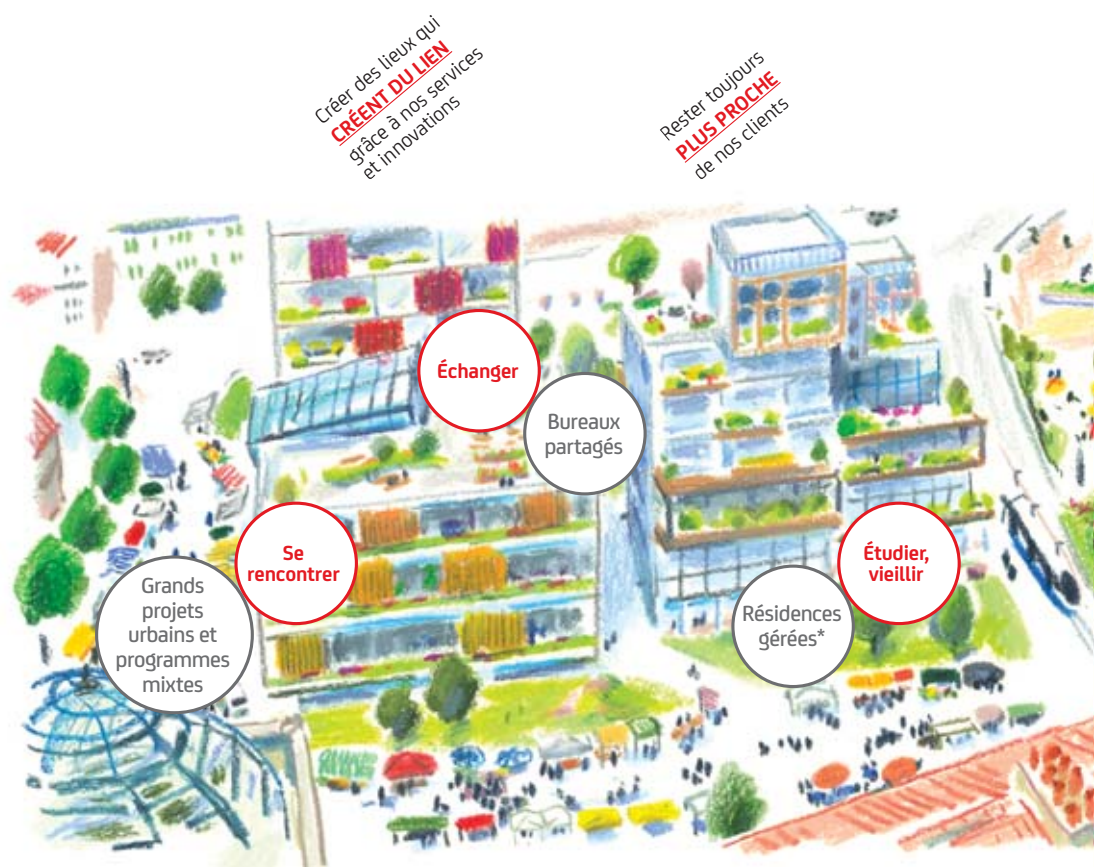 Créer des lieux qui
CRÉENT DU LIEN
grâce à nos services
et innovations
Rester toujours
PLUS PROCHE
de nos clients
Échanger
Bureaux
partagés
Se
rencontrer
Grands
projets
urbains et
programmes
mixtes
Étudier,
vieillir
Résidences
gérées*